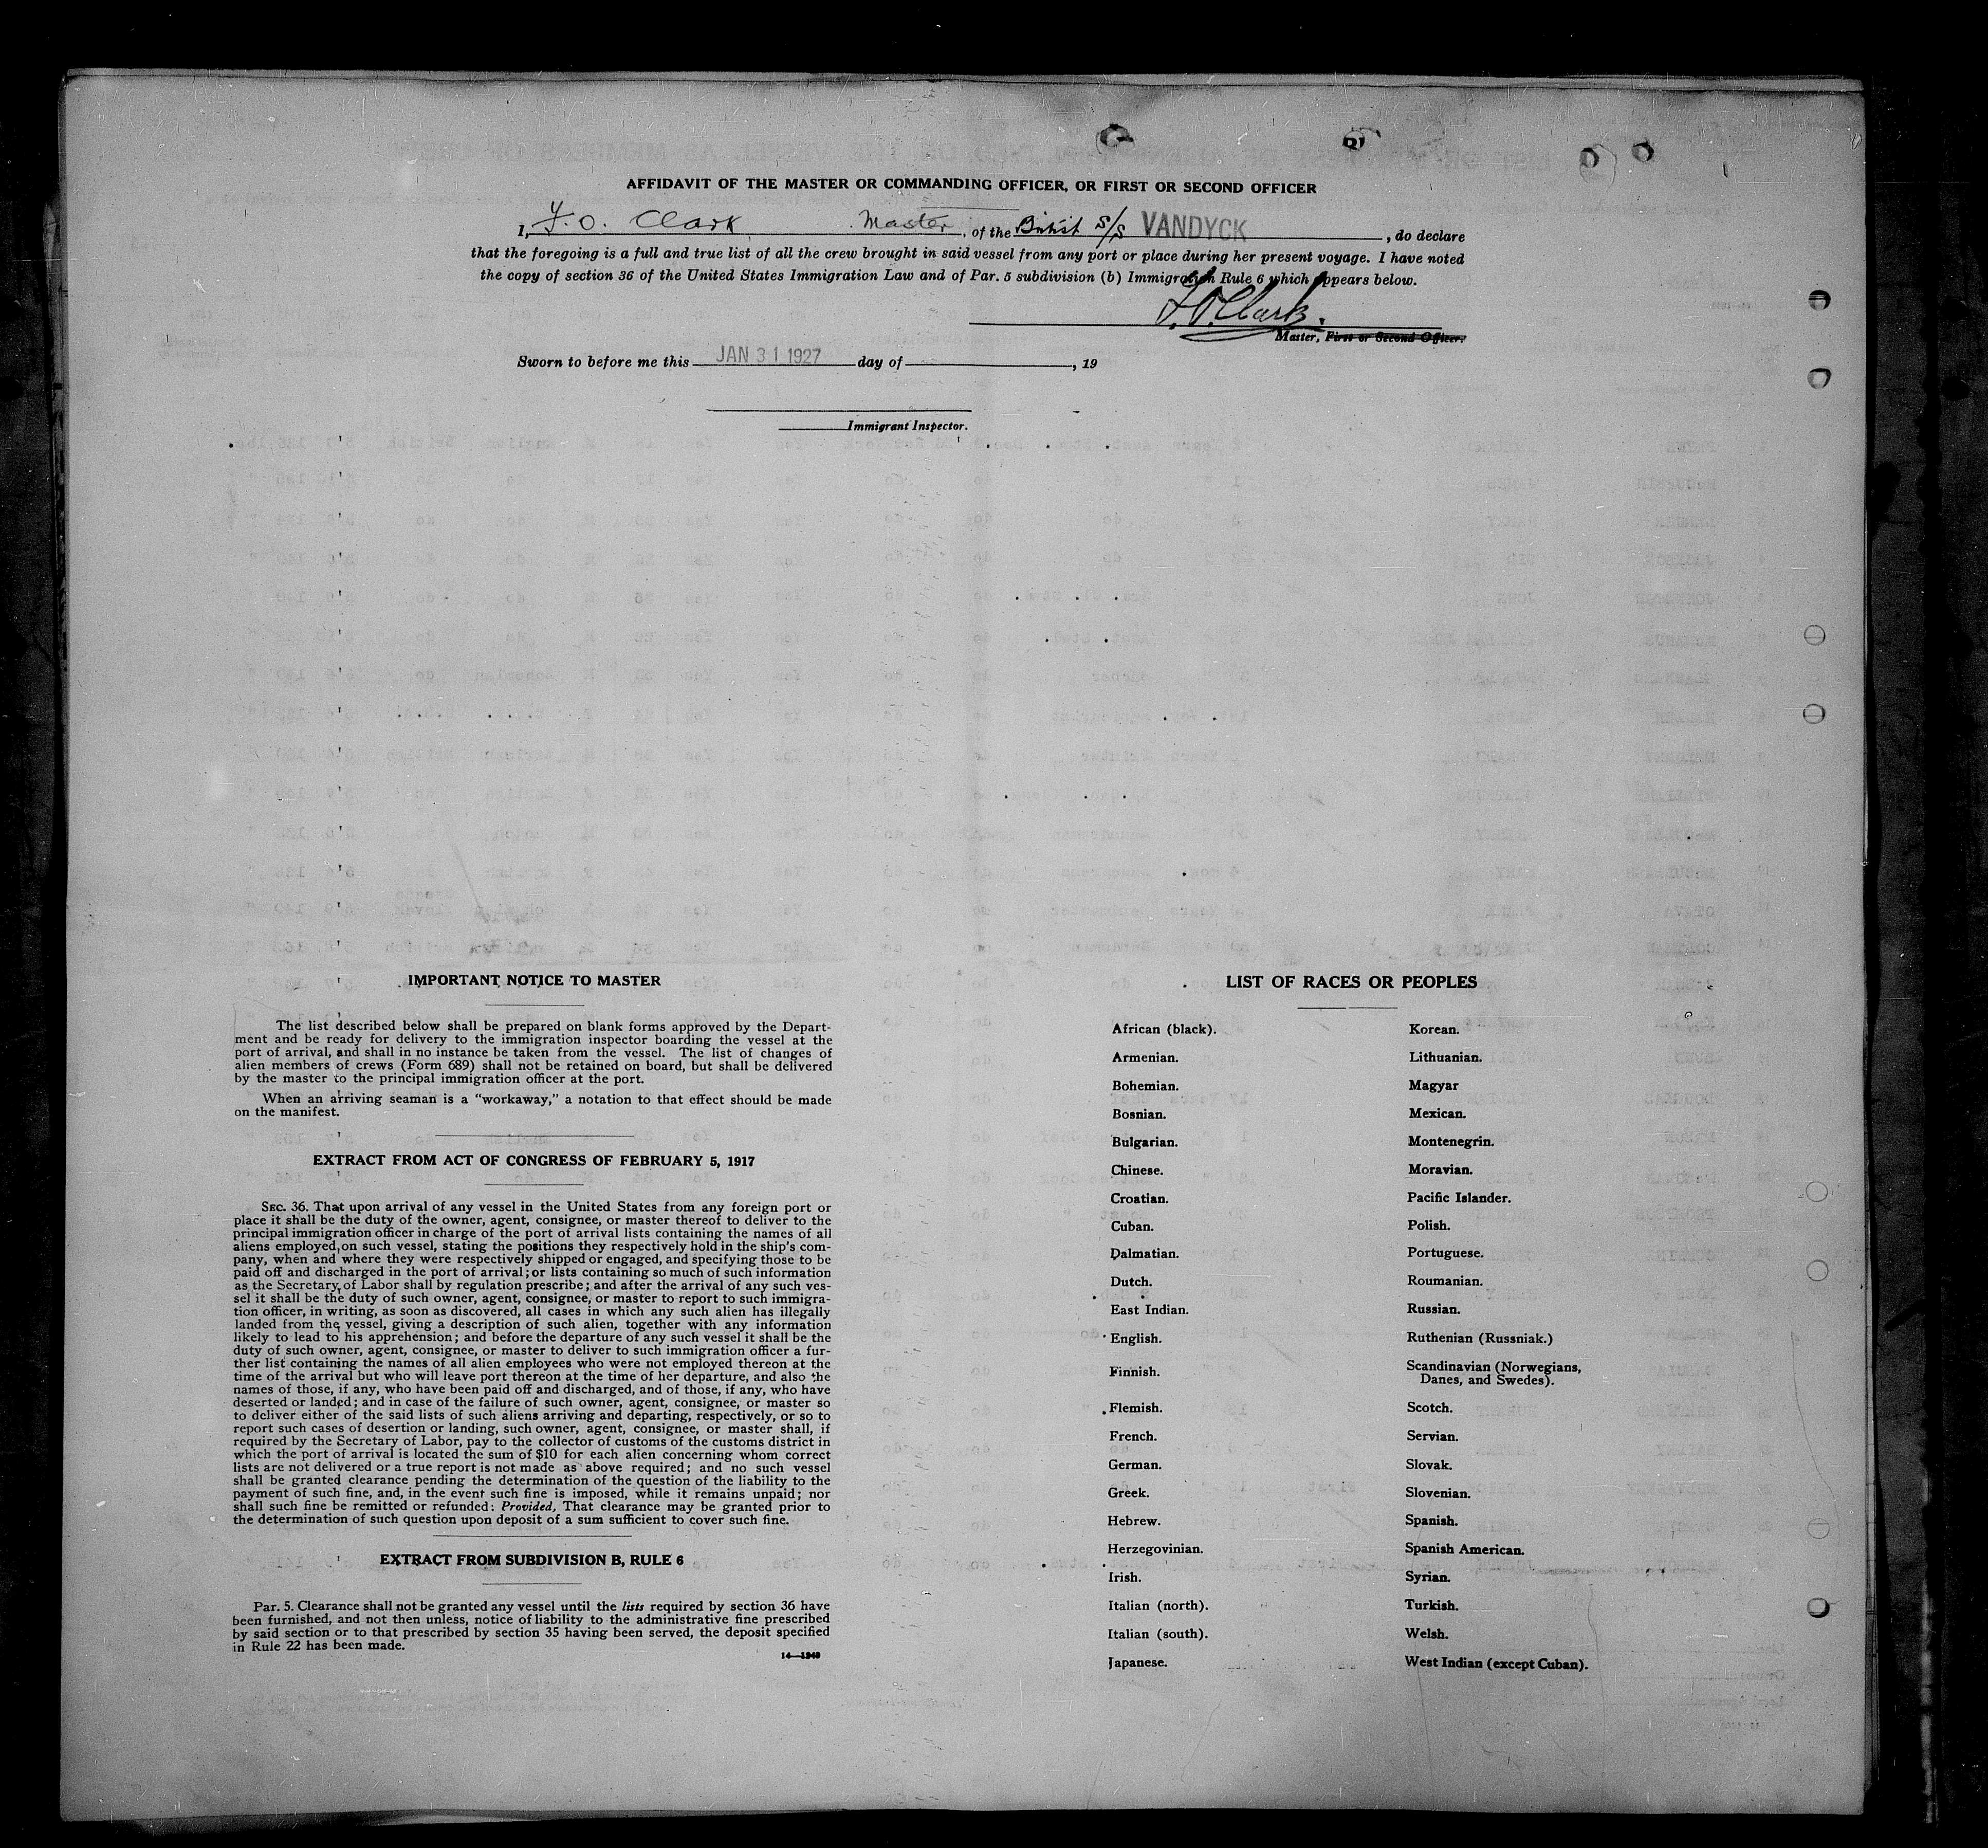 AFFIDAVIT OF THE MASTER OR COMMANDING OFFICER, OR FIRST OR SECOND OFFICER
I, F. O. Clark Master, of the British S/S VANDYCK, do declare
that the foregoing is a full and true list of all the crew brought in said vessel from any port or place during her present voyage. I have noted
the copy of section 36 of the United States Immigration Law and of Par. 5 subdivision (b) Immigration Rule 6 which appears below.
F. O. Clark.
Master, First or Second Officer.
Sworn to before me this JAN 31 1927 day of , 19
Immigrant Inspector.
IMPORTANT NOTICE TO MASTER
The list described below shall be prepared on blank forms approved by the Depart-
ment and be ready for delivery to the immigration inspector boarding the vessel at the
port of arrival, and shall in no instance be taken from the vessel. The list of changes of
alien members of crews (Form 689) shall not be retained on board, but shall be delivered
by the master to the principal immigration officer at the port.
When an arriving seaman is a "workaway," a notation to that effect should be made
on the manifest.
EXTRACT FROM ACT OF CONGRESS OF FEBRUARY 5, 1917
SEC. 36. That upon arrival of any vessel in the United States from any foreign port or
place it shall be the duty of the owner, agent, consignee, or master thereof to deliver to the
principal immigration officer in charge of the port of arrival lists containing the names of all
aliens employed on such vessel, stating the positions they respectively hold in the ship's com-
pany, when and where they were respectively shipped or engaged, and specifying those to be
paid off and discharged in the port of arrival; or lists containing so much of such information
as the Secretary of Labor shall by regulation prescribe; and after the arrival of any such ves-
sel it shall be the duty of such owner, agent, consignee, or master to report to such immigra-
tion officer, in writing, as soon as discovered, all cases in which any such alien has illegally
landed from the vessel, giving a description of such alien, together with any information
likely to lead to his apprehension; and before the departure of any such vessel it shall be the
duty of such owner, agent, consignee, or master to deliver to such immigration officer a fur-
ther list containing the names of all alien employees who were not employed thereon at the
time of the arrival but who will leave port thereon at the time of her departure, and also the
names of those, if any, who have been paid off and discharged, and of those, if any, who have
deserted or landed; and in case of the failure of such owner, agent, consignee, or master so
to deliver either of the said lists of such aliens arriving and departing, respectively, or so to
report such cases of desertion or landing, such owner, agent, consignee, or master shall, if
required by the Secretary of Labor, pay to the collector of customs of the customs district in
which the port of arrival is located the sum of $10 for each alien concerning whom correct
lists are not delivered or a true report is not made as above required; and no such vessel
shall be granted clearance pending the determination of the question of the liability to the
payment of such fine, and, in the event such fine is imposed, while it remains unpaid; nor
shall such fine be remitted or refunded: Provided, That clearance may be granted prior to
the determination of such question upon deposit of a sum sufficient to cover such fine.
EXTRACT FROM SUBDIVISION B, RULE 6
Par. 5. Clearance shall not be granted any vessel until the lists required by section 36 have
been furnished, and not then unless, notice of liability to the administrative fine prescribed
by said section or to that prescribed by section 35 having been served, the deposit specified
in Rule 22 has been made.
14—1240
LIST OF RACES OR PEOPLES
African (black).
Armenian.
Bohemian.
Bosnian.
Bulgarian.
Chinese.
Croatian.
Cuban.
Dalmatian.
Dutch.
East Indian.
English.
Finnish.
Flemish.
French.
German.
Greek.
Hebrew.
Herzegovinian.
Irish.
Italian (north).
Italian (south).
Japanese.
Korean.
Lithuanian.
Magyar
Mexican.
Montenegrin.
Moravian.
Pacific Islander.
Polish.
Portuguese.
Roumanian.
Russian.
Ruthenian (Russniak.)
Scandinavian (Norwegians,
Danes, and Swedes).
Scotch.
Servian.
Slovak.
Slovenian.
Spanish.
Spanish American.
Syrian.
Turkish.
Welsh.
West Indian (except Cuban).